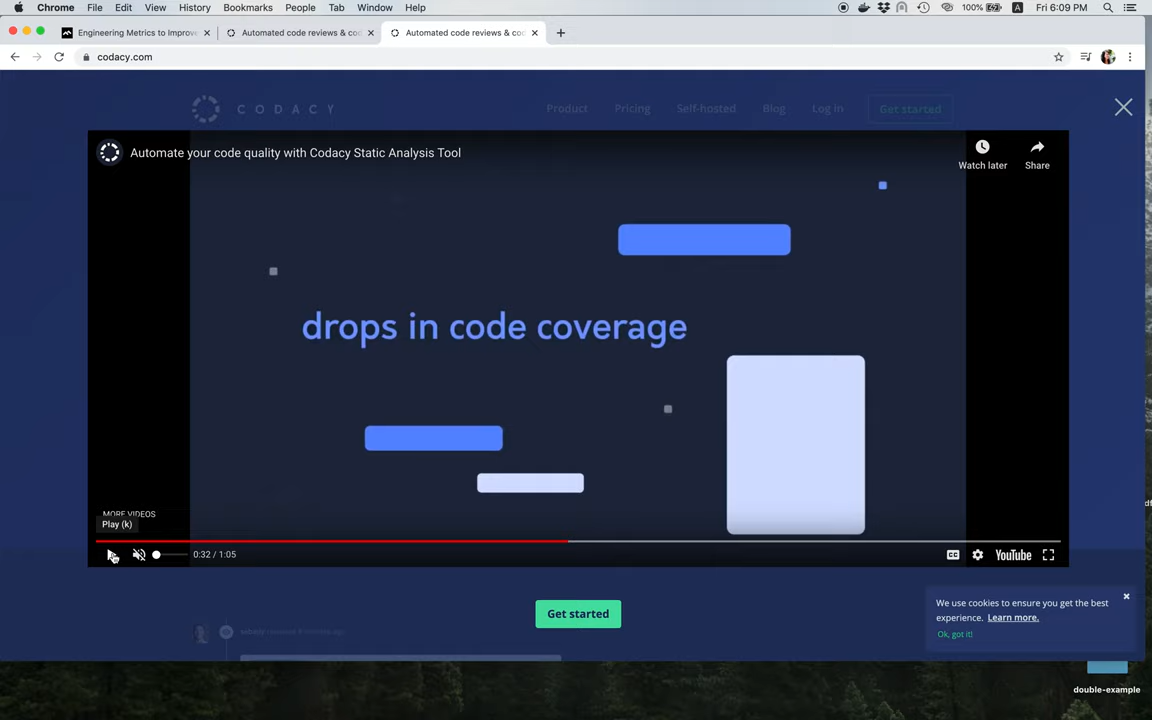 Chrome File Edit View History Bookmarks People Tab Window Help
100% Fri 6:09 PM
Engineering Metrics to Improve
Automated code reviews & co
Automated code reviews & co
codacy.com
CODACY
Product Pricing Self-hosted Blog Log in Get started
Automate your code quality with Codacy Static Analysis Tool
Watch later Share
drops in code coverage
MORE VIDEOS
Play (k)
0:32 / 1:05
CC YouTube
Get started
We use cookies to ensure you get the best
experience. Learn more.
Ok, got it!
double-example